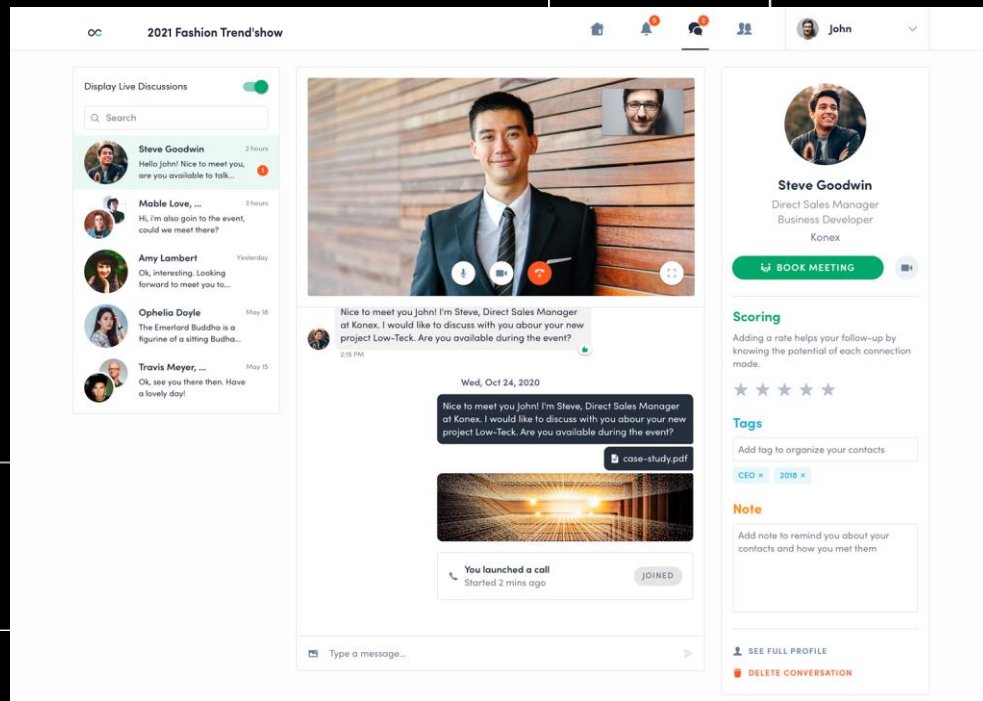 2021 Fashion Trend'show
5
3
John
Display Live Discussions
Search
Steve Goodwin
2 hours
Hello John! Nice to meet you,
are you available to talk...
1
Mable Love, ...
3 hours
Hi, i'm also goin to the event,
could we meet there?
Amy Lambert
Yesterday
Ok, interesting. Looking
forward to meet you to...
Ophelia Doyle
May 18
The Emerlard Buddha is a
figurine of a sitting Budha...
Travis Meyer, ...
May 15
Ok, see you there then. Have
a lovely day!
Nice to meet you John! I'm Steve, Direct Sales Manager
at Konex. I would like to discuss with you abour your new
project Low-Teck. Are you available during the event?
2:15 PM
Wed, Oct 24, 2020
Nice to meet you John! I'm Steve, Direct Sales Manager
at Konex. I would like to discuss with you abour your new
project Low-Teck. Are you available during the event?
case-study.pdf
You launched a call
Started 2 mins ago
JOINED
Type a message...
Steve Goodwin
Direct Sales Manager
Business Developer
Konex
BOOK MEETING
Scoring
Adding a rate helps your follow-up by
knowing the potential of each connection
made.
Tags
Add tag to organize your contacts
CEO ×
2018 ×
Note
Add note to remind you about your
contacts and how you met them
SEE FULL PROFILE
DELETE CONVERSATION